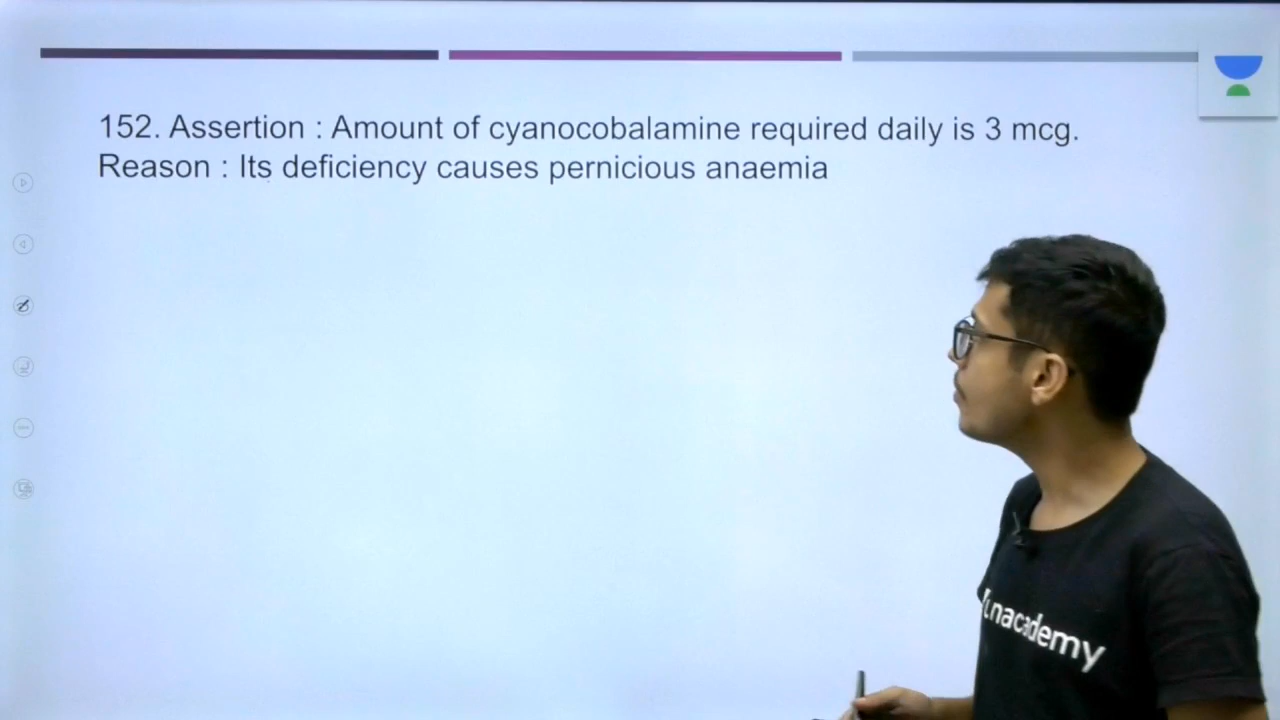 152. Assertion : Amount of cyanocobalamine required daily is 3 mcg.
Reason : Its deficiency causes pernicious anaemia
unacademy